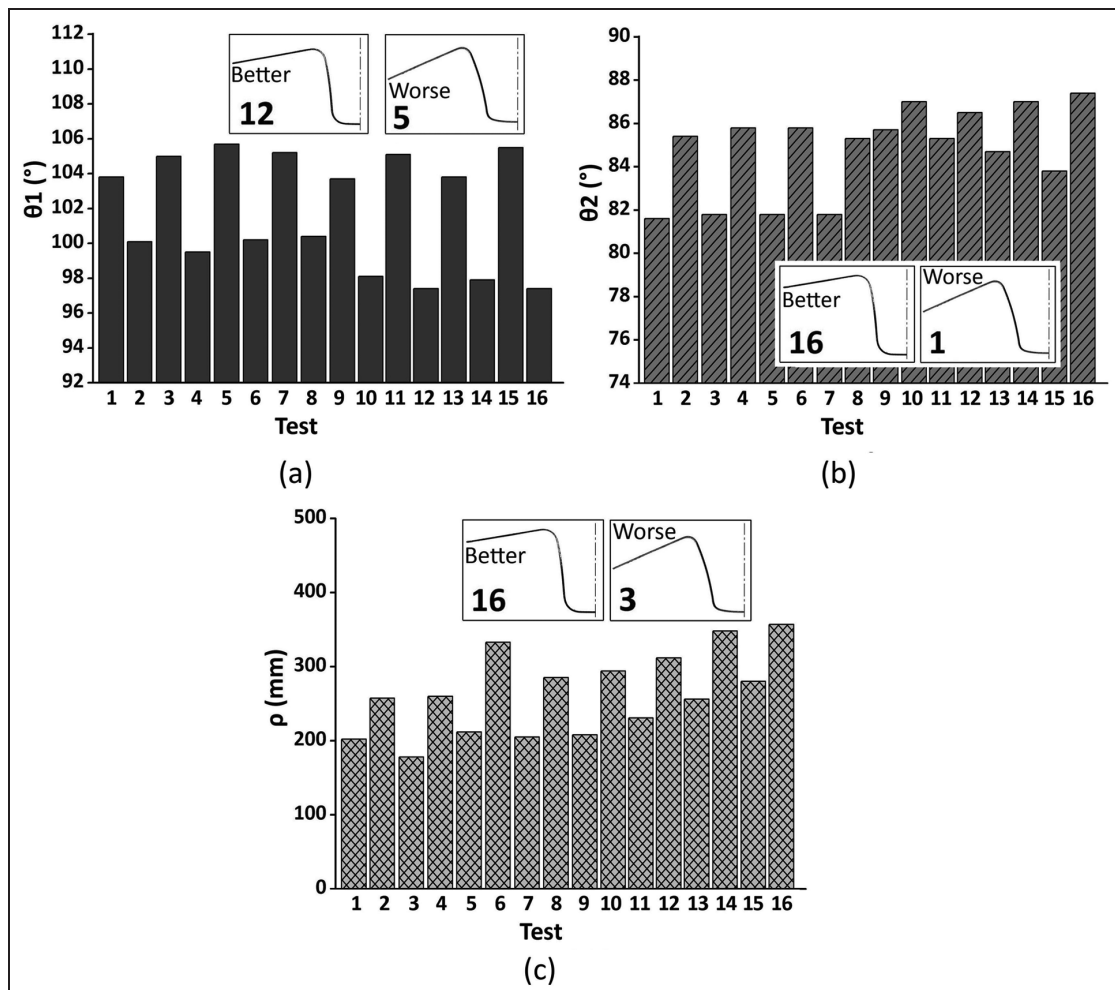 112
110
108
106
104
102
100
98
96
94
92
θ1 (°)
Better
12
Worse
5
1 2 3 4 5 6 7 8 9 10 11 12 13 14 15 16
Test
(a)
90
88
86
84
82
80
78
76
74
θ2 (°)
Better
16
Worse
1
1 2 3 4 5 6 7 8 9 10 11 12 13 14 15 16
Test
(b)
500
400
300
200
100
0
ρ (mm)
Better
16
Worse
3
1 2 3 4 5 6 7 8 9 10 11 12 13 14 15 16
Test
(c)